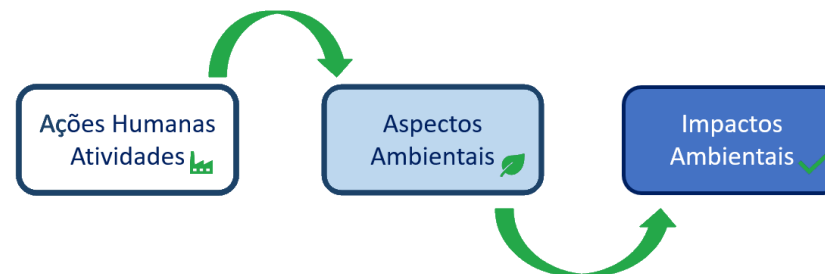 Ações Humanas
Atividades
Aspectos
Ambientais
Impactos
Ambientais